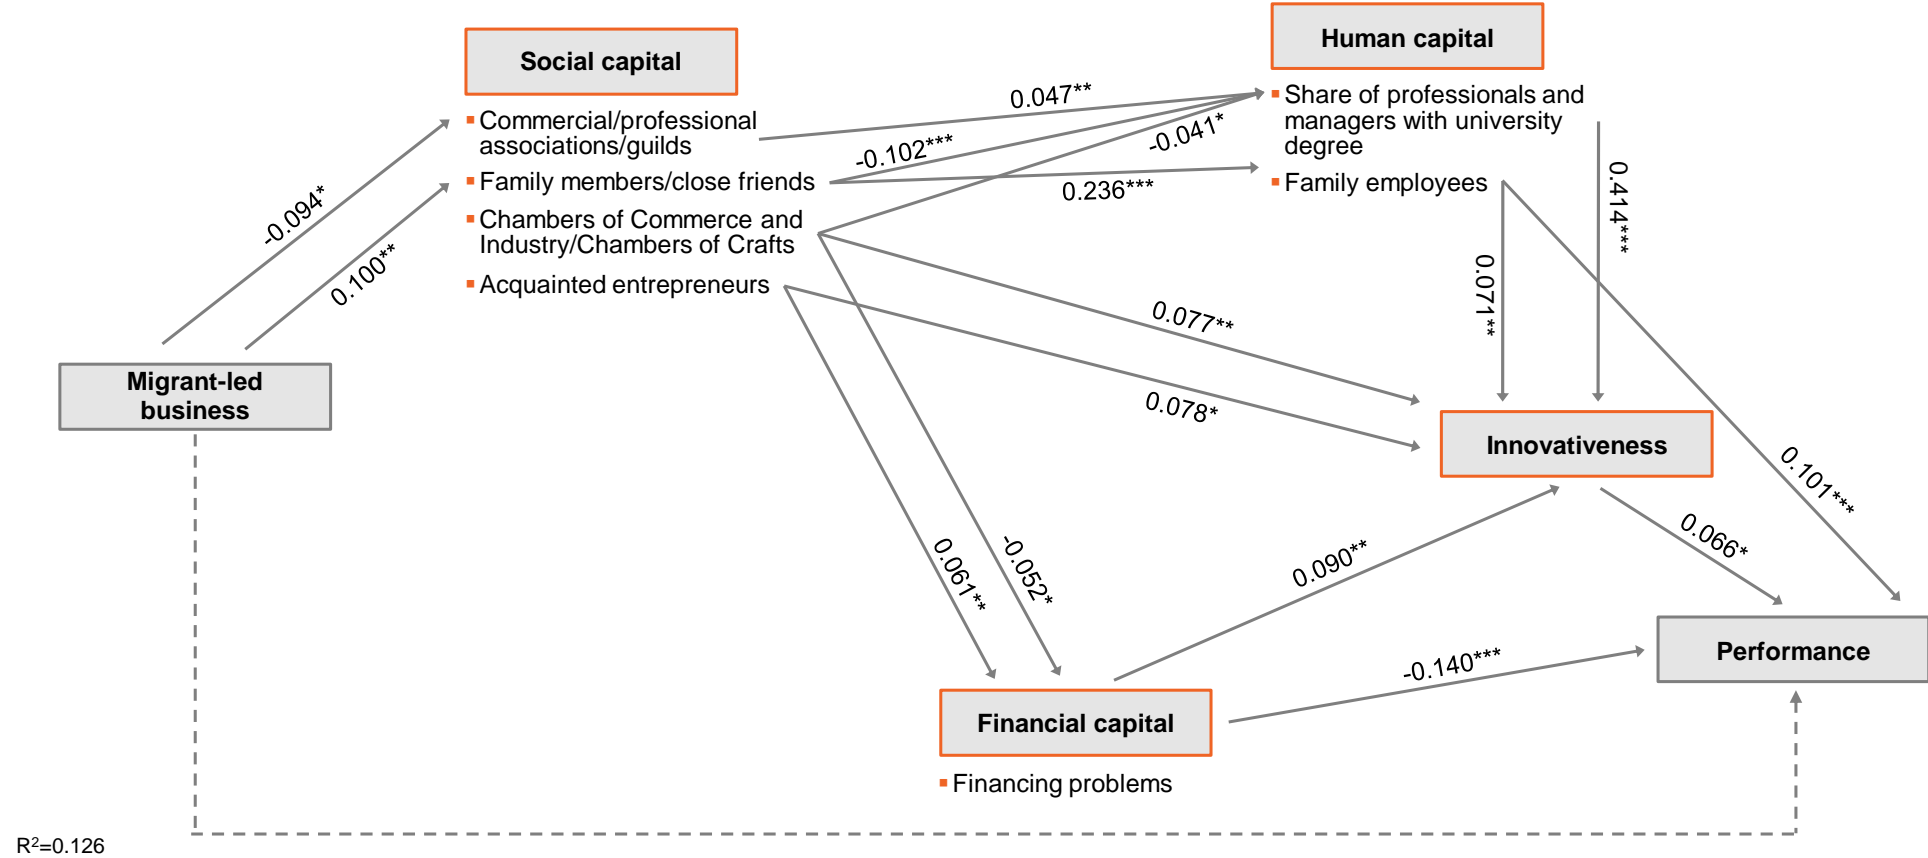 Human capital
Social capital
Share of professionals and
managers with university
degree
Family employees
Commercial/professional
associations/guilds
Family members/close friends
Chambers of Commerce and
Industry/Chambers of Crafts
Acquainted entrepreneurs
0.047**
-0.102***
-0.041*
0.236***
0.414***
0.071**
-0.094*
0.100**
0.077**
0.078*
Migrant-led
business
Innovativeness
0.101***
0.066*
0.061**
-0.052*
0.090**
-0.140***
Performance
Financial capital
Financing problems
R²=0.126